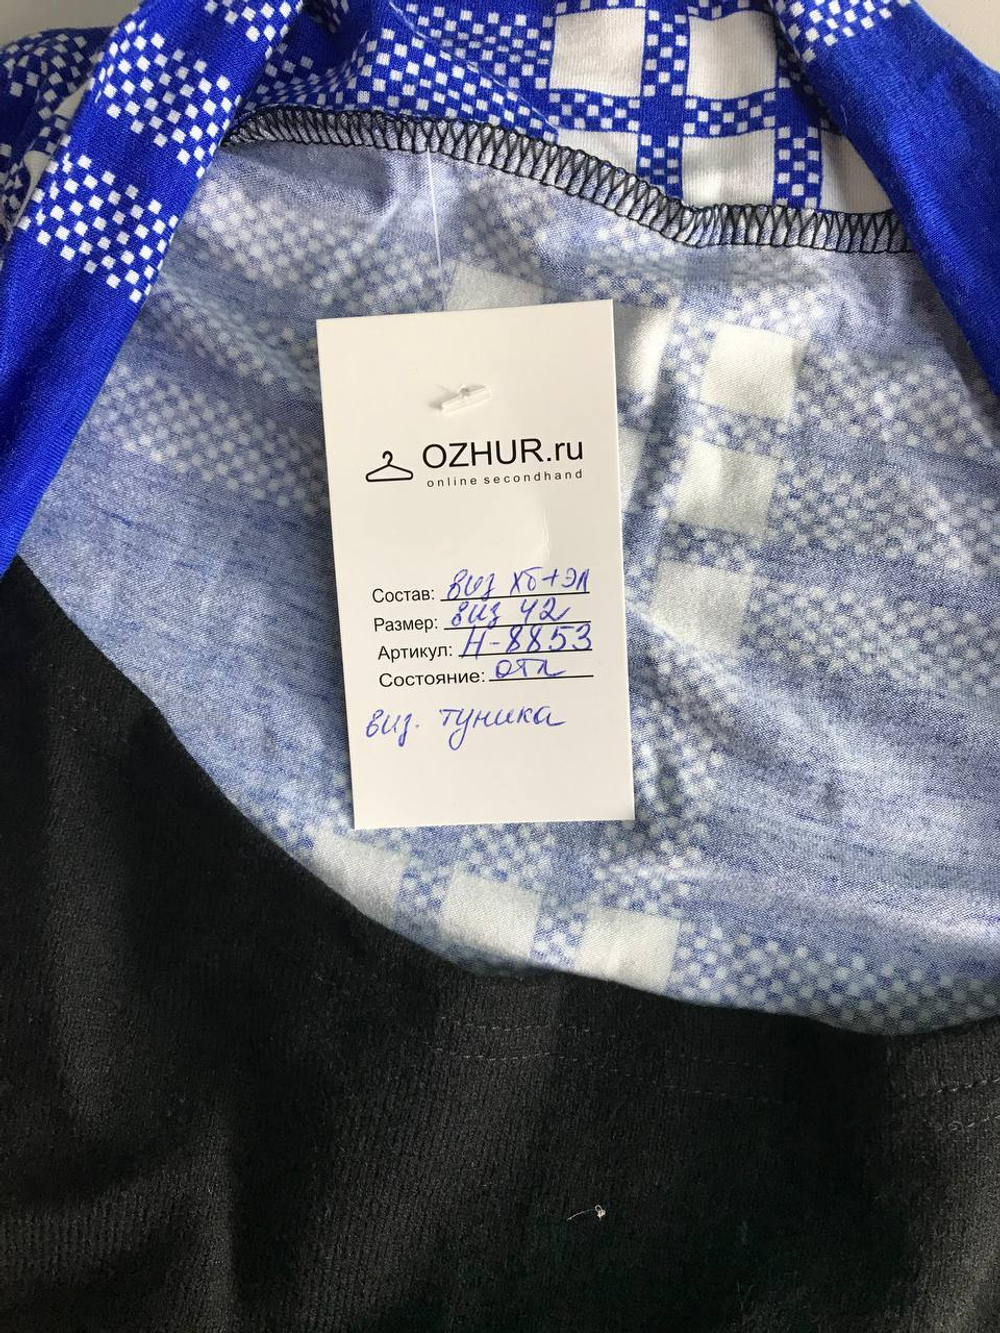 OZHUR.ru
online secondhand
Состав: виз хб+эл
Размер: виз 42
Артикул: Н-8853
Состояние: отл
виз. туника